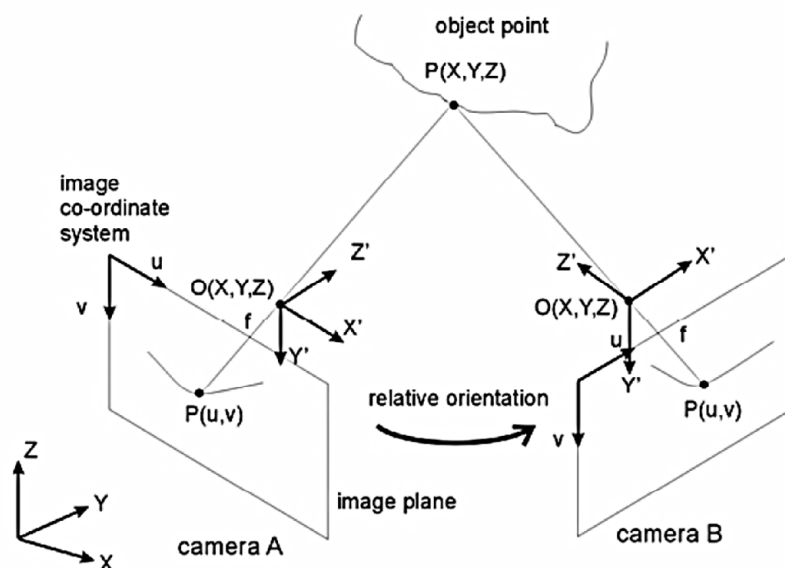 object point
P(X,Y,Z)
image
co-ordinate
system
u
v
Z'
O(X,Y,Z)
f
X'
Y'
P(u,v)
Z'
X'
O(X,Y,Z)
u
f
Y'
P(u,v)
v
relative orientation
image plane
Z
Y
X
camera A
camera B